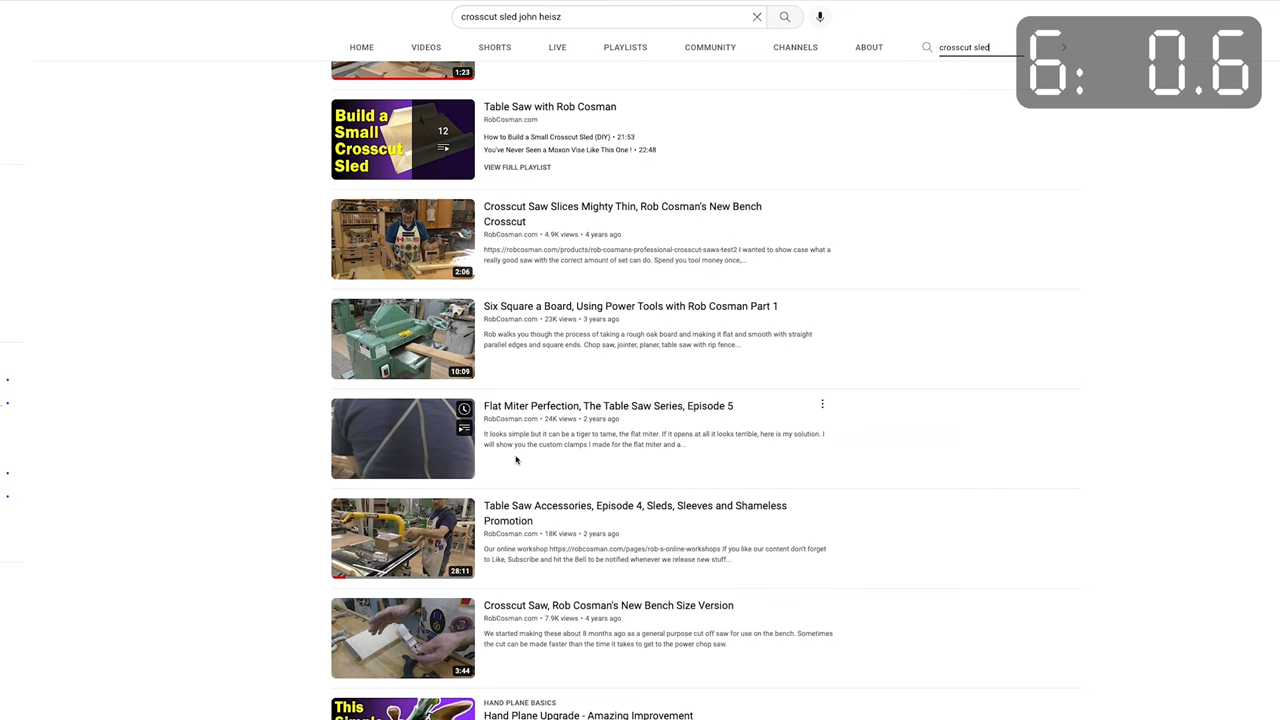 crosscut sled john heisz
HOME VIDEOS SHORTS LIVE PLAYLISTS COMMUNITY CHANNELS ABOUT crosscut sled
6: 0.6
1:23
Build a
Small
Crosscut
Sled
12
Table Saw with Rob Cosman
RobCosman.com
How to Build a Small Crosscut Sled (DIY) • 21:53
You've Never Seen a Moxon Vise Like This One ! • 22:48
VIEW FULL PLAYLIST
2:06
Crosscut Saw Slices Mighty Thin, Rob Cosman's New Bench
Crosscut
RobCosman.com • 4.9K views • 4 years ago
https://robcosman.com/products/rob-cosmans-professional-crosscut-saws-test2 I wanted to show case what a
really good saw with the correct amount of set can do. Spend you tool money once,...
10:09
Six Square a Board, Using Power Tools with Rob Cosman Part 1
RobCosman.com • 23K views • 3 years ago
Rob walks you though the process of taking a rough oak board and making it flat and smooth with straight
parallel edges and square ends. Chop saw, jointer, planer, table saw with rip fence...
Flat Miter Perfection, The Table Saw Series, Episode 5
RobCosman.com • 24K views • 2 years ago
It looks simple but it can be a tiger to tame, the flat miter. If it opens at all it looks terrible, here is my solution. I
will show you the custom clamps I made for the flat miter and a...
28:11
Table Saw Accessories, Episode 4, Sleds, Sleeves and Shameless
Promotion
RobCosman.com • 18K views • 2 years ago
Our online workshop https://robcosman.com/pages/rob-s-online-workshops If you like our content don't forget
to Like, Subscribe and hit the Bell to be notified whenever we release new stuff...
3:44
Crosscut Saw, Rob Cosman's New Bench Size Version
RobCosman.com • 7.9K views • 4 years ago
We started making these about 8 months ago as a general purpose cut off saw for use on the bench. Sometimes
the cut can be made faster than the time it takes to get to the power chop saw.
This
HAND PLANE BASICS
Hand Plane Upgrade - Amazing Improvement